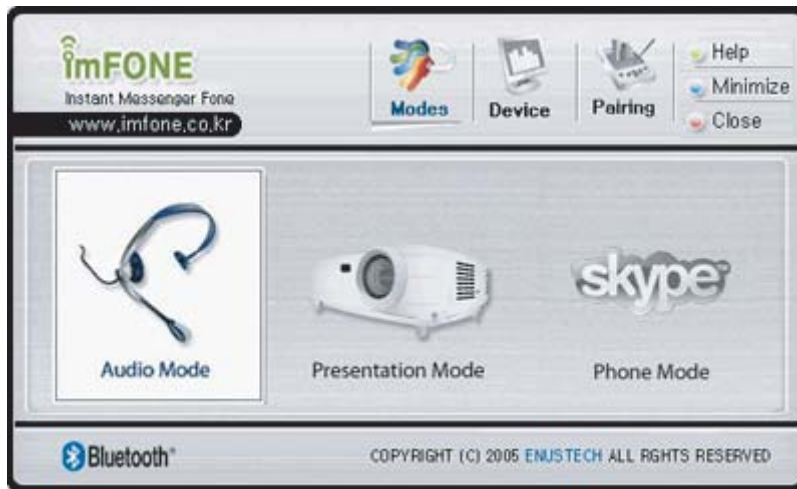 imFONE
Instant Messenger Fone
www.imfone.co.kr
Modes
Device
Pairing
Help
Minimize
Close
Audio Mode
Presentation Mode
skype
Phone Mode
Bluetooth®
COPYRIGHT (C) 2005 ENUSTECH ALL RGHTS RESERVED